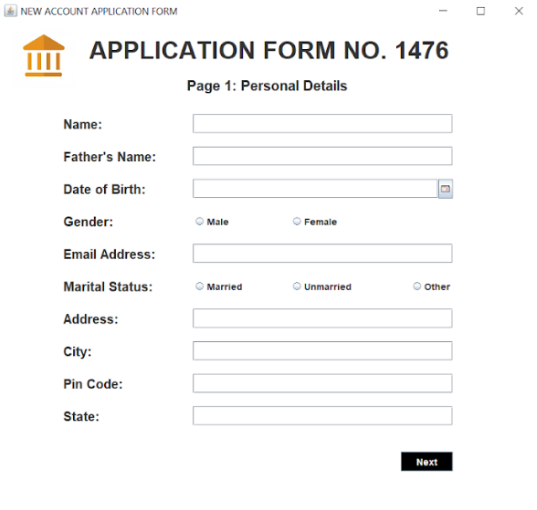 NEW ACCOUNT APPLICATION FORM
APPLICATION FORM NO. 1476
Page 1: Personal Details
Name:
Father's Name:
Date of Birth:
Gender: Male Female
Email Address:
Marital Status: Married Unmarried Other
Address:
City:
Pin Code:
State:
Next